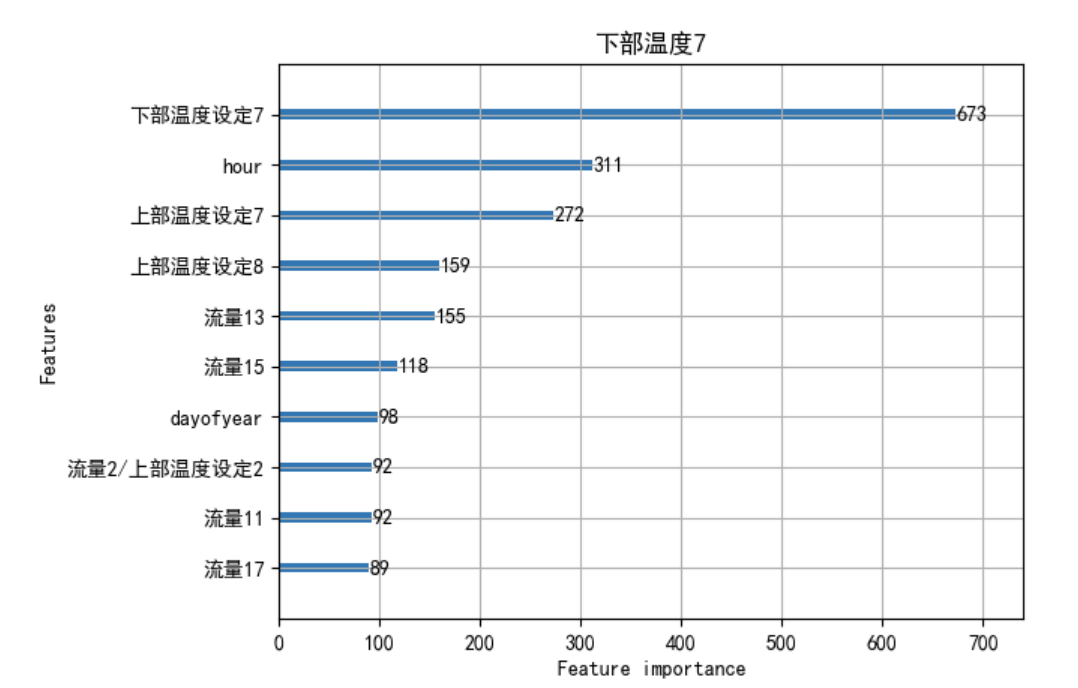 下部温度7
下部温度设定7
673
hour
311
上部温度设定7
272
上部温度设定8
159
流量13
155
流量15
118
dayofyear
98
流量2/上部温度设定2
92
流量11
92
流量17
89
Features
0 100 200 300 400 500 600 700
Feature importance